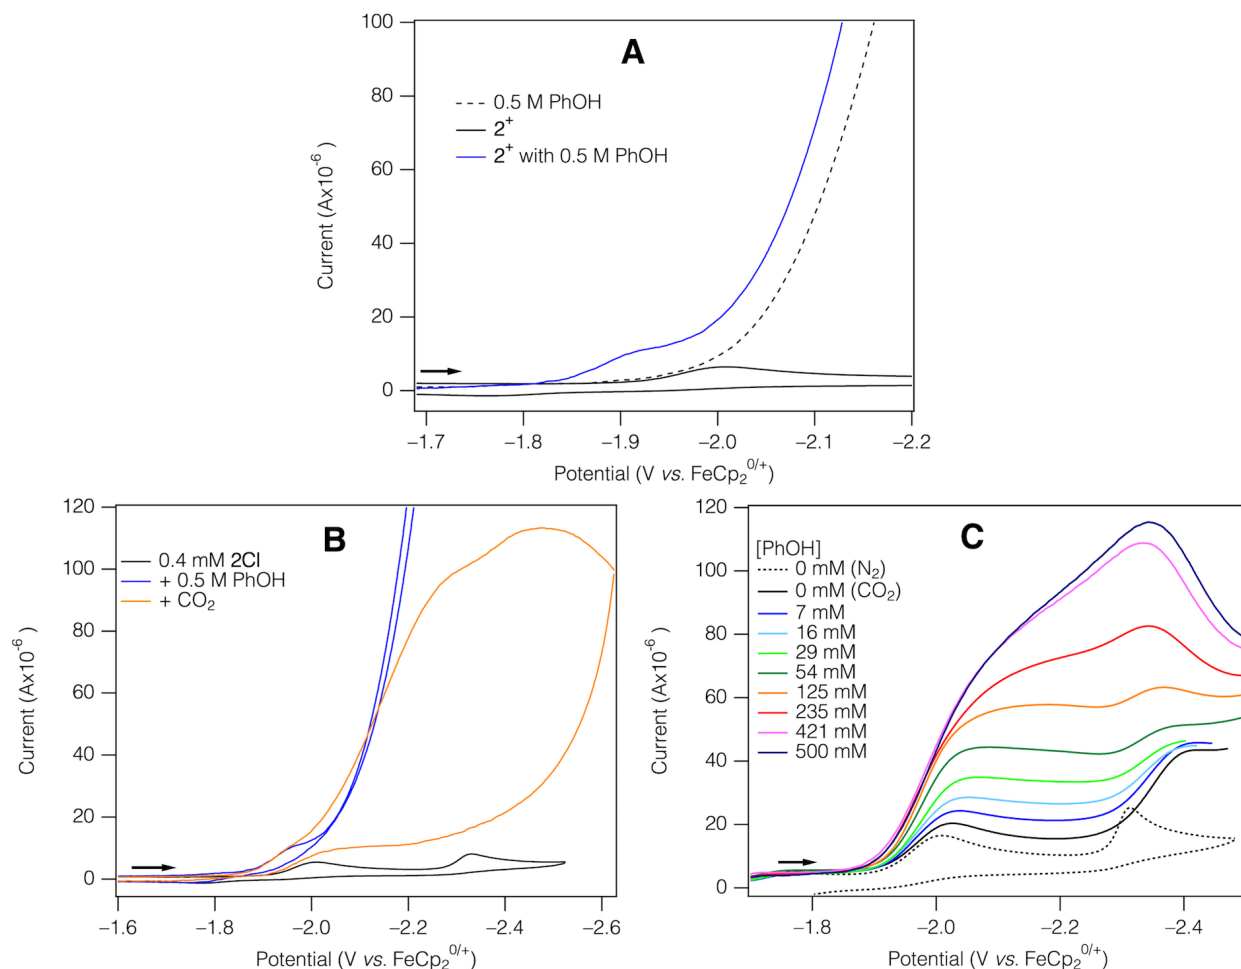 A
100
80
60
40
20
0
Current (Ax10⁻⁶ )
0.5 M PhOH
2⁺
2⁺ with 0.5 M PhOH
−1.7 −1.8 −1.9 −2.0 −2.1 −2.2
Potential (V vs. FeCp₂⁰ᐟ⁺)
B
120
100
80
60
40
20
0
Current (Ax10⁻⁶ )
0.4 mM 2Cl
+ 0.5 M PhOH
+ CO₂
−1.6 −1.8 −2.0 −2.2 −2.4 −2.6
Potential (V vs. FeCp₂⁰ᐟ⁺)
C
120
100
80
60
40
20
0
Current (Ax10⁻⁶ )
[PhOH]
0 mM (N₂)
0 mM (CO₂)
7 mM
16 mM
29 mM
54 mM
125 mM
235 mM
421 mM
500 mM
−1.8 −2.0 −2.2 −2.4
Potential (V vs. FeCp₂⁰ᐟ⁺)